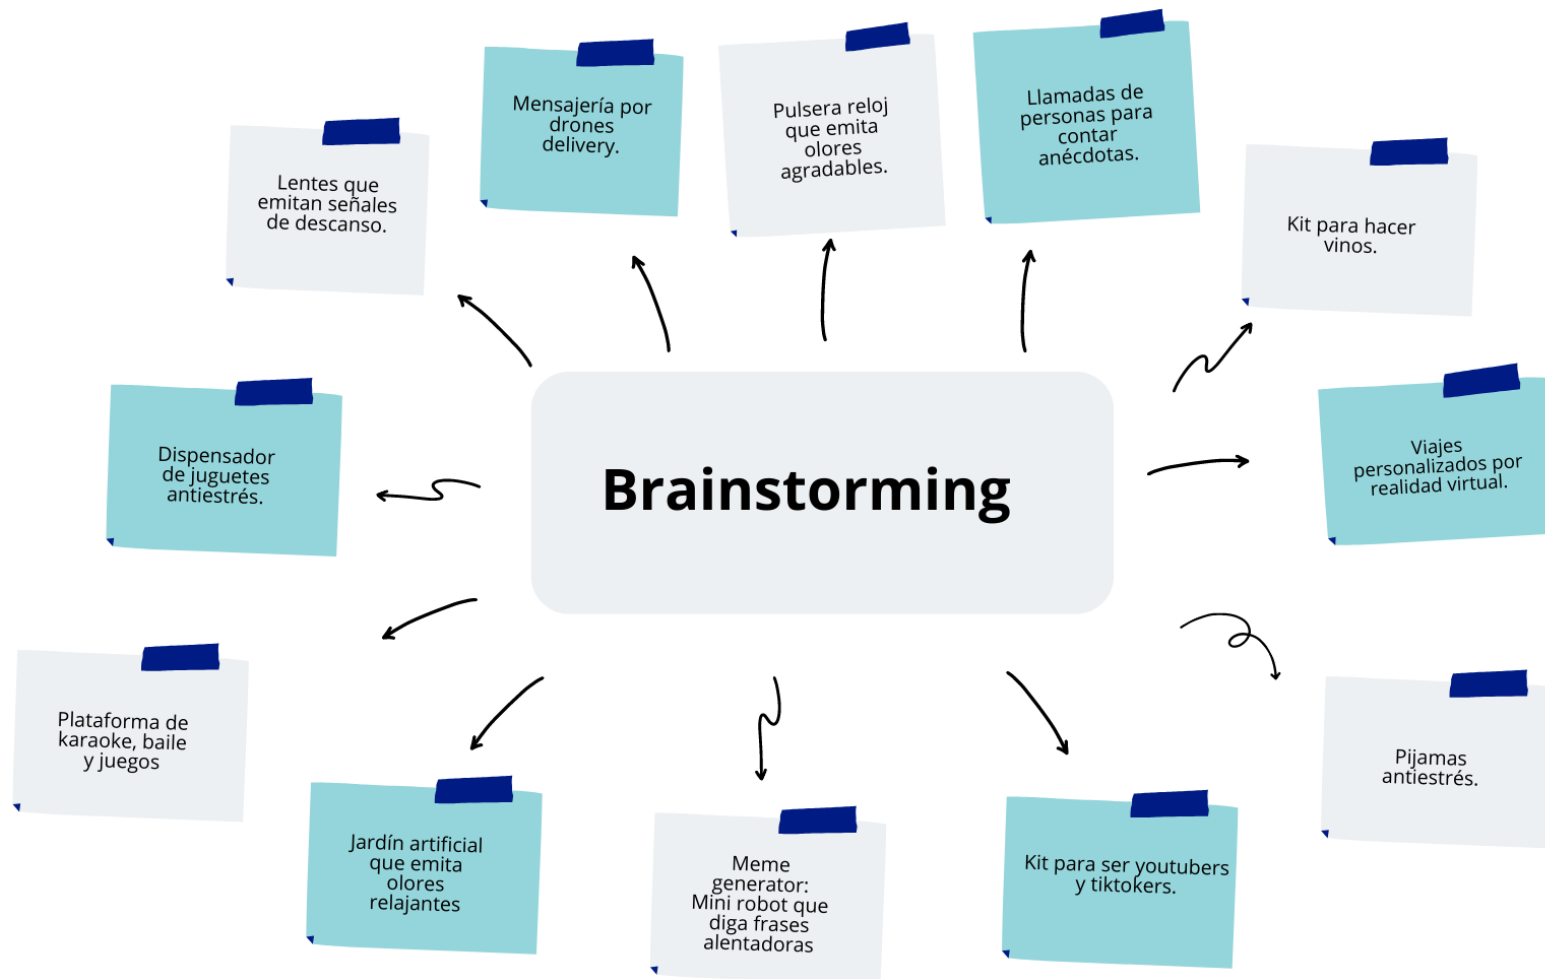 Mensajería por
drones
delivery.
Pulsera reloj
que emita
olores
agradables.
Llamadas de
personas para
contar
anécdotas.
Lentes que
emitan señales
de descanso.
Kit para hacer
vinos.
Dispensador
de juguetes
antiestrés.
Brainstorming
Viajes
personalizados por
realidad virtual.
Plataforma de
karaoke, baile
y juegos
Pijamas
antiestrés.
Jardín artificial
que emita
olores
relajantes
Meme
generator:
Mini robot que
diga frases
alentadoras
Kit para ser youtubers
y tiktokers.